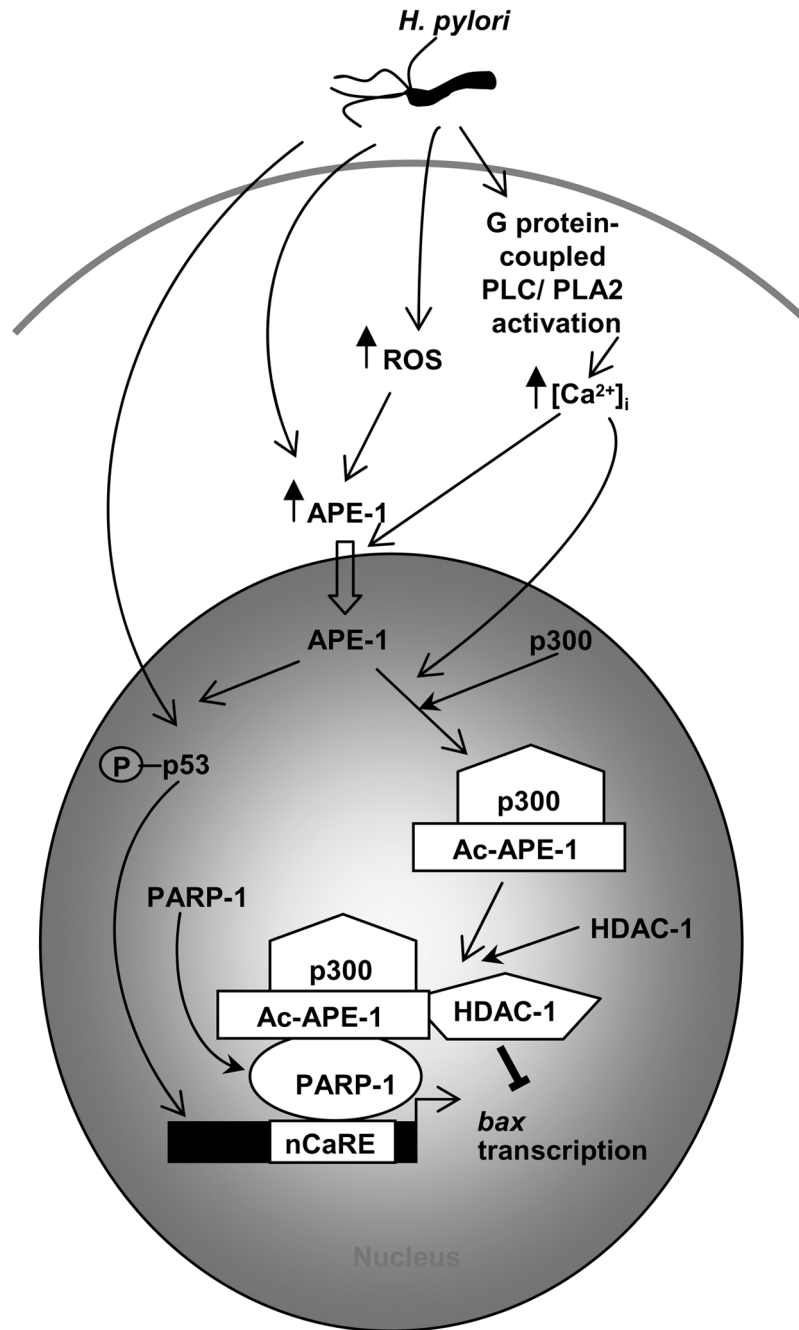 H. pylori
G protein-
coupled
PLC/ PLA2
activation
ROS
[Ca²⁺]ᵢ
APE-1
APE-1
p300
P
p53
p300
Ac-APE-1
PARP-1
HDAC-1
p300
Ac-APE-1
HDAC-1
PARP-1
bax
transcription
nCaRE
Nucleus